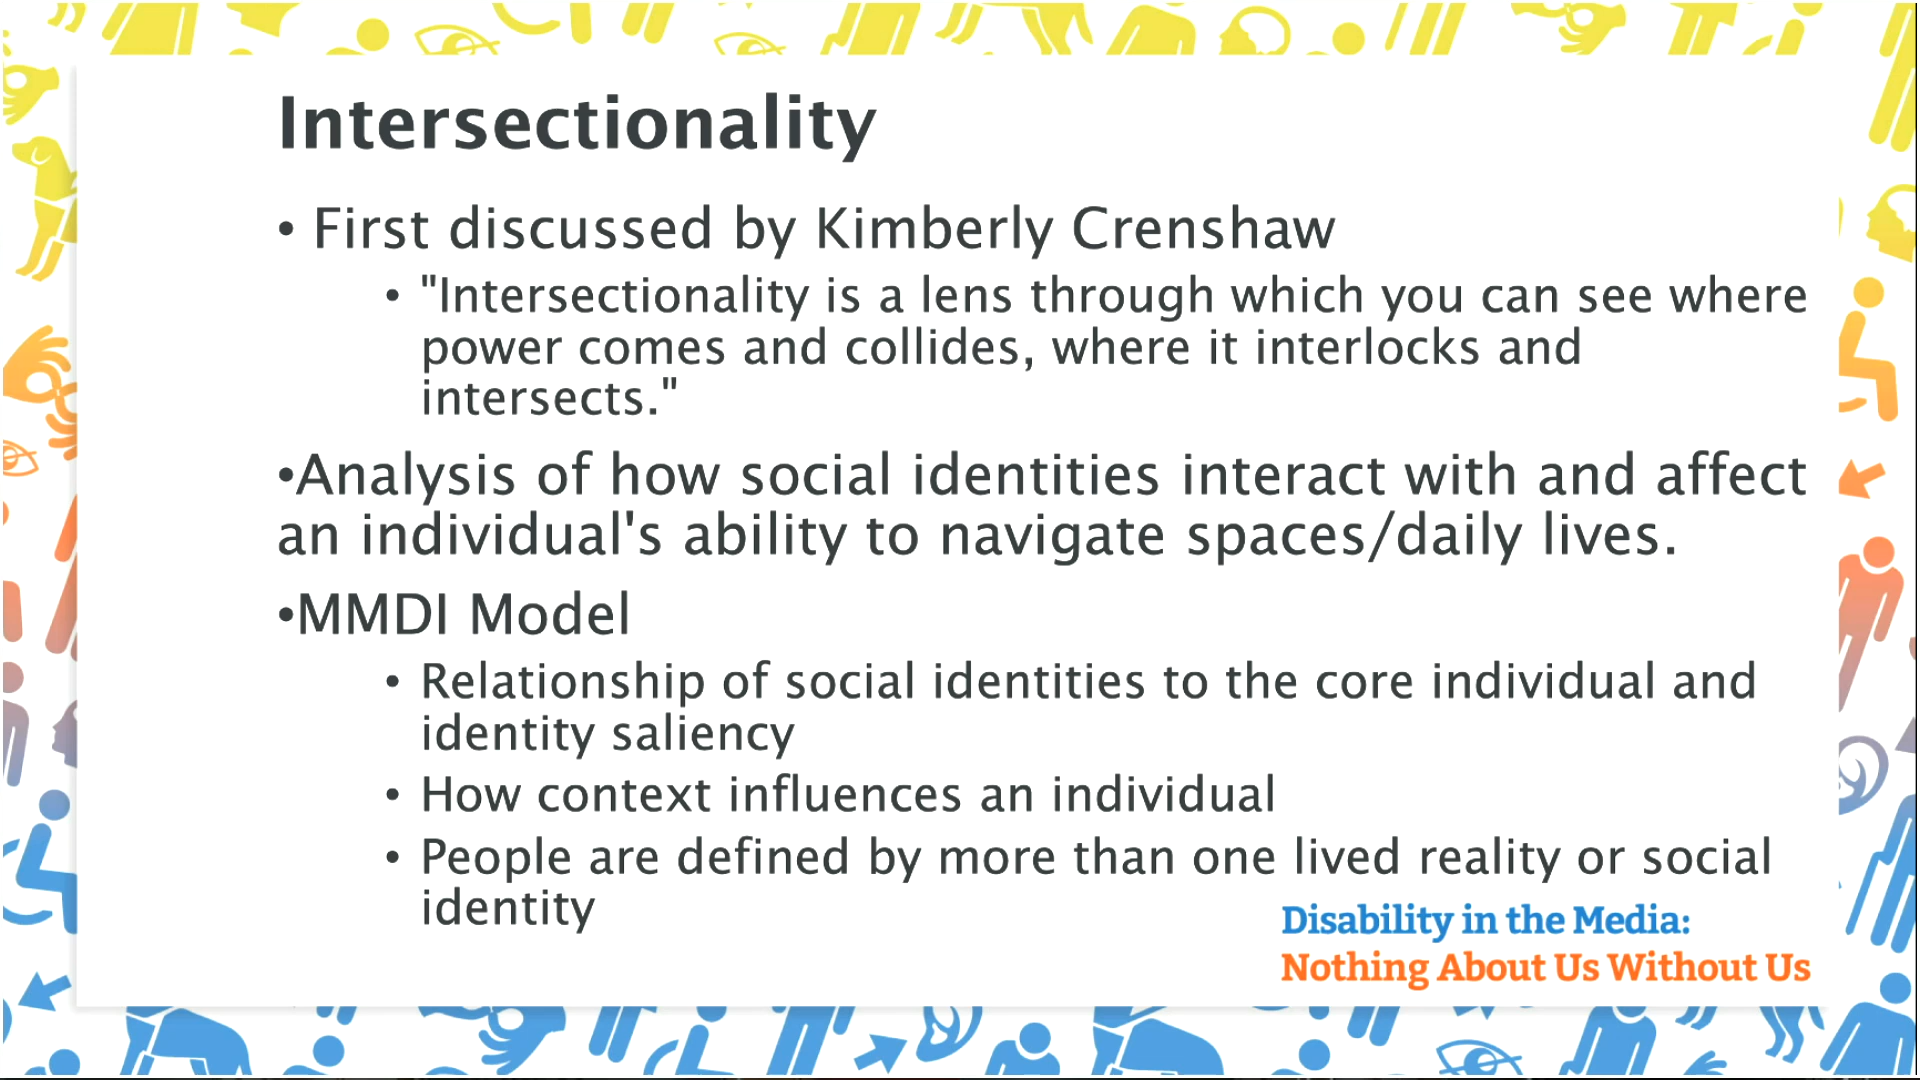 Intersectionality
• First discussed by Kimberly Crenshaw
• "Intersectionality is a lens through which you can see where
power comes and collides, where it interlocks and
intersects."
•Analysis of how social identities interact with and affect
an individual's ability to navigate spaces/daily lives.
•MMDI Model
• Relationship of social identities to the core individual and
identity saliency
• How context influences an individual
• People are defined by more than one lived reality or social
identity
Disability in the Media:
Nothing About Us Without Us